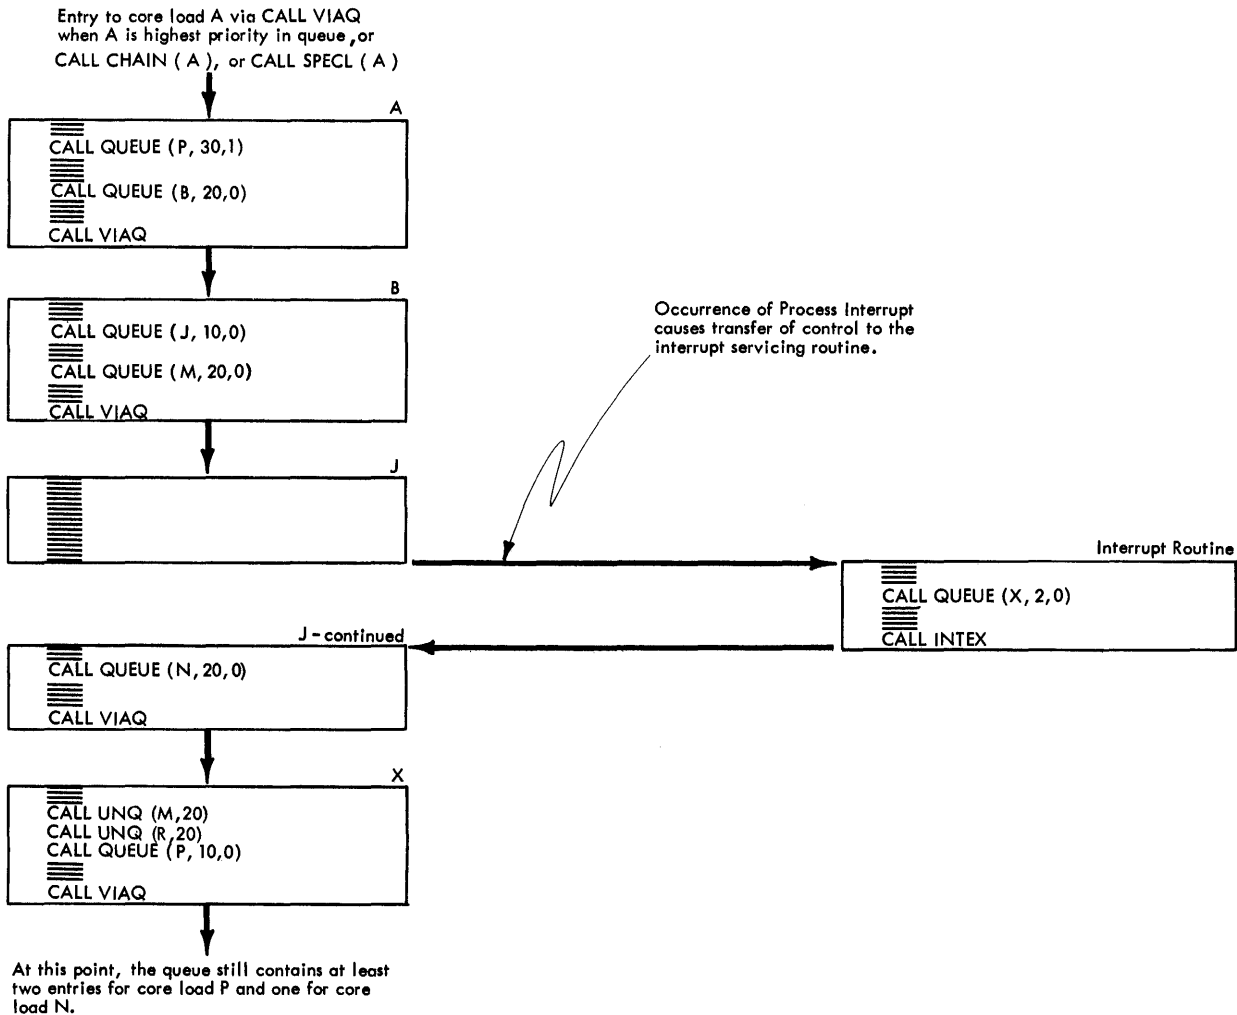 Entry to core load A via CALL VIAQ
when A is highest priority in queue, or
CALL CHAIN ( A ), or CALL SPECL ( A )
A
CALL QUEUE (P, 30,1)
CALL QUEUE (B, 20,0)
CALL VIAQ
B
CALL QUEUE (J, 10,0)
CALL QUEUE (M, 20,0)
CALL VIAQ
Occurrence of Process Interrupt
causes transfer of control to the
interrupt servicing routine.
J
Interrupt Routine
CALL QUEUE (X, 2,0)
CALL INTEX
J - continued
CALL QUEUE (N, 20,0)
CALL VIAQ
X
CALL UNQ (M,20)
CALL UNQ (R,20)
CALL QUEUE (P, 10,0)
CALL VIAQ
At this point, the queue still contains at least
two entries for core load P and one for core
load N.